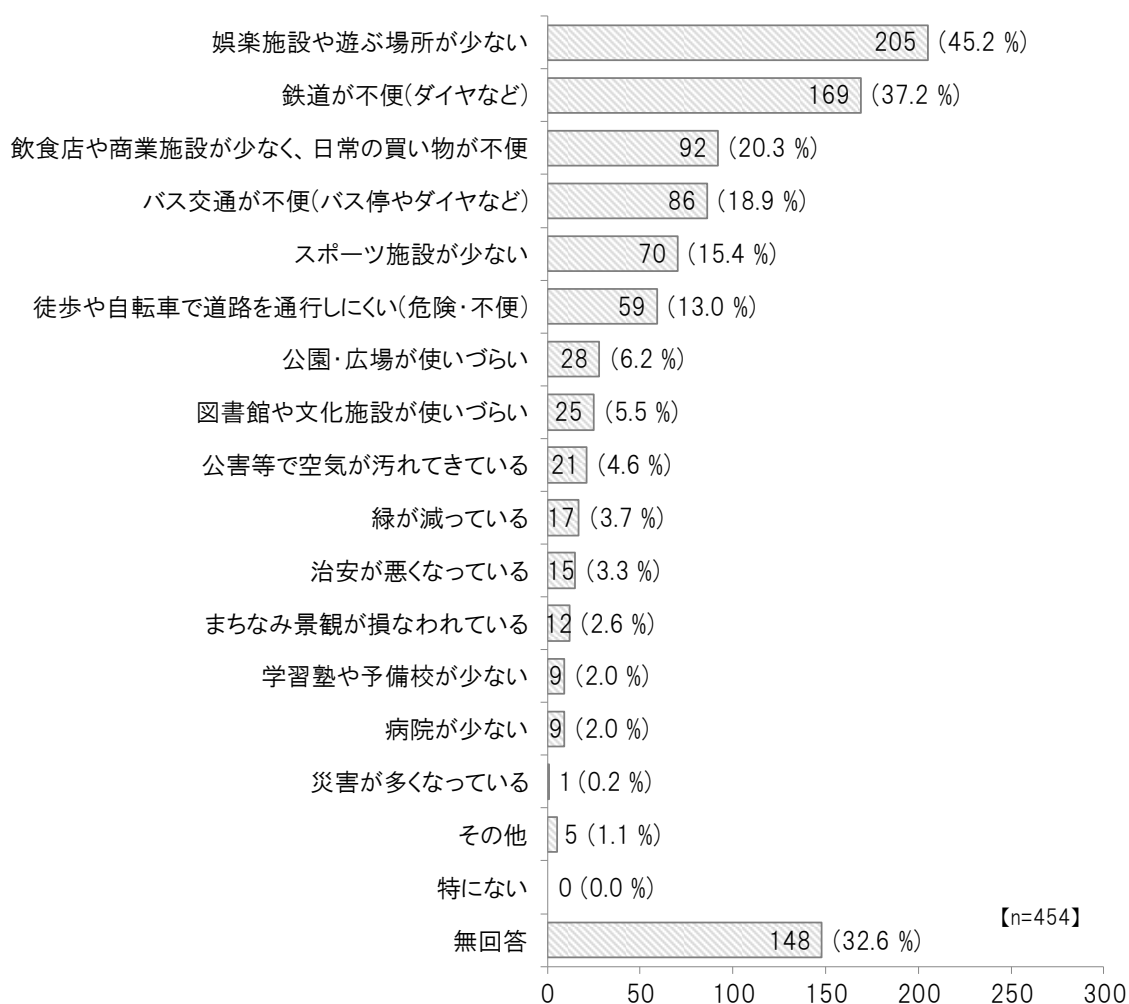 娯楽施設や遊ぶ場所が少ない 205 (45.2 %)
鉄道が不便(ダイヤなど) 169 (37.2 %)
飲食店や商業施設が少なく、日常の買い物が不便 92 (20.3 %)
バス交通が不便(バス停やダイヤなど) 86 (18.9 %)
スポーツ施設が少ない 70 (15.4 %)
徒歩や自転車で道路を通行しにくい(危険・不便) 59 (13.0 %)
公園・広場が使いづらい 28 (6.2 %)
図書館や文化施設が使いづらい 25 (5.5 %)
公害等で空気が汚れてきている 21 (4.6 %)
緑が減っている 17 (3.7 %)
治安が悪くなっている 15 (3.3 %)
まちなみ景観が損なわれている 12 (2.6 %)
学習塾や予備校が少ない 9 (2.0 %)
病院が少ない 9 (2.0 %)
災害が多くなっている 1 (0.2 %)
その他 5 (1.1 %)
特にない 0 (0.0 %)
【n=454】
無回答 148 (32.6 %)
0 50 100 150 200 250 300